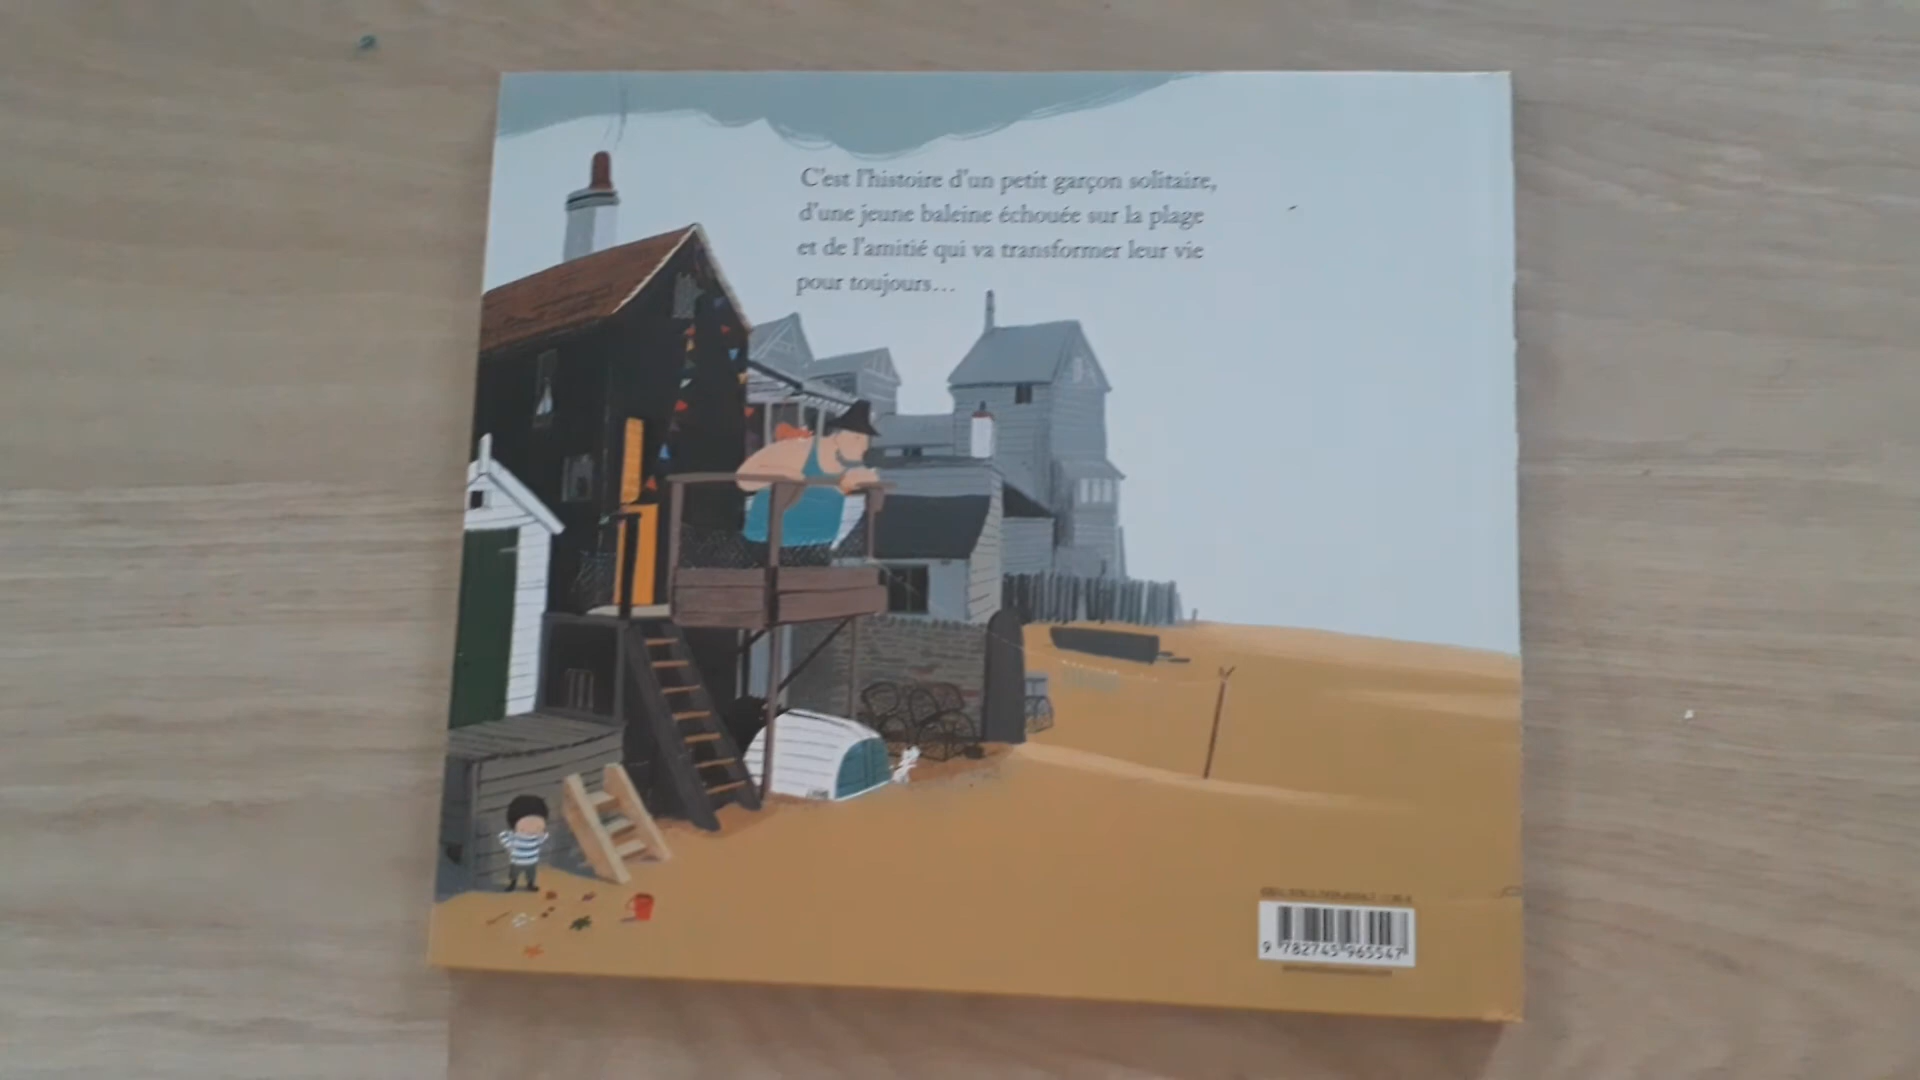 C'est l'histoire d'un petit garçon solitaire,
d'une jeune baleine échouée sur la plage
et de l'amitié qui va transformer leur vie
pour toujours...
9 782745 965547